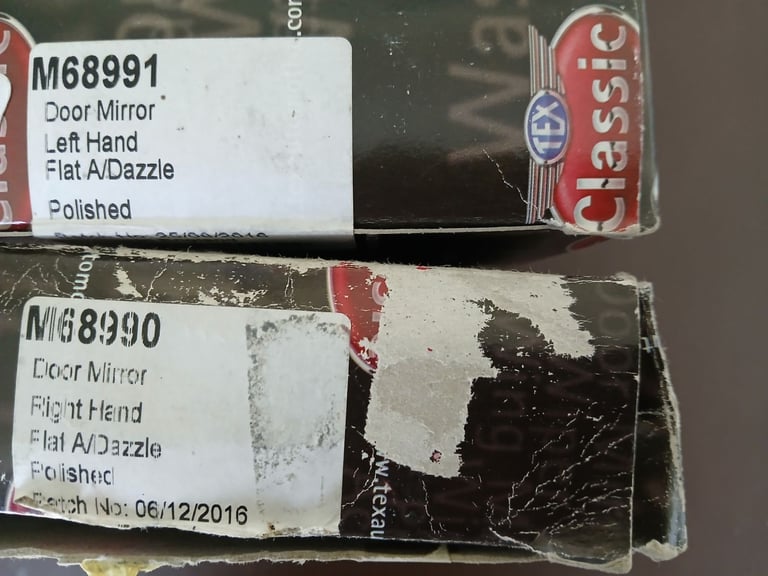 M68991
Door Mirror
Left Hand
Flat A/Dazzle
Polished
TEX
Classic
M68990
Door Mirror
Right Hand
Flat A/Dazzle
Polished
Batch No: 06/12/2016
w.texau